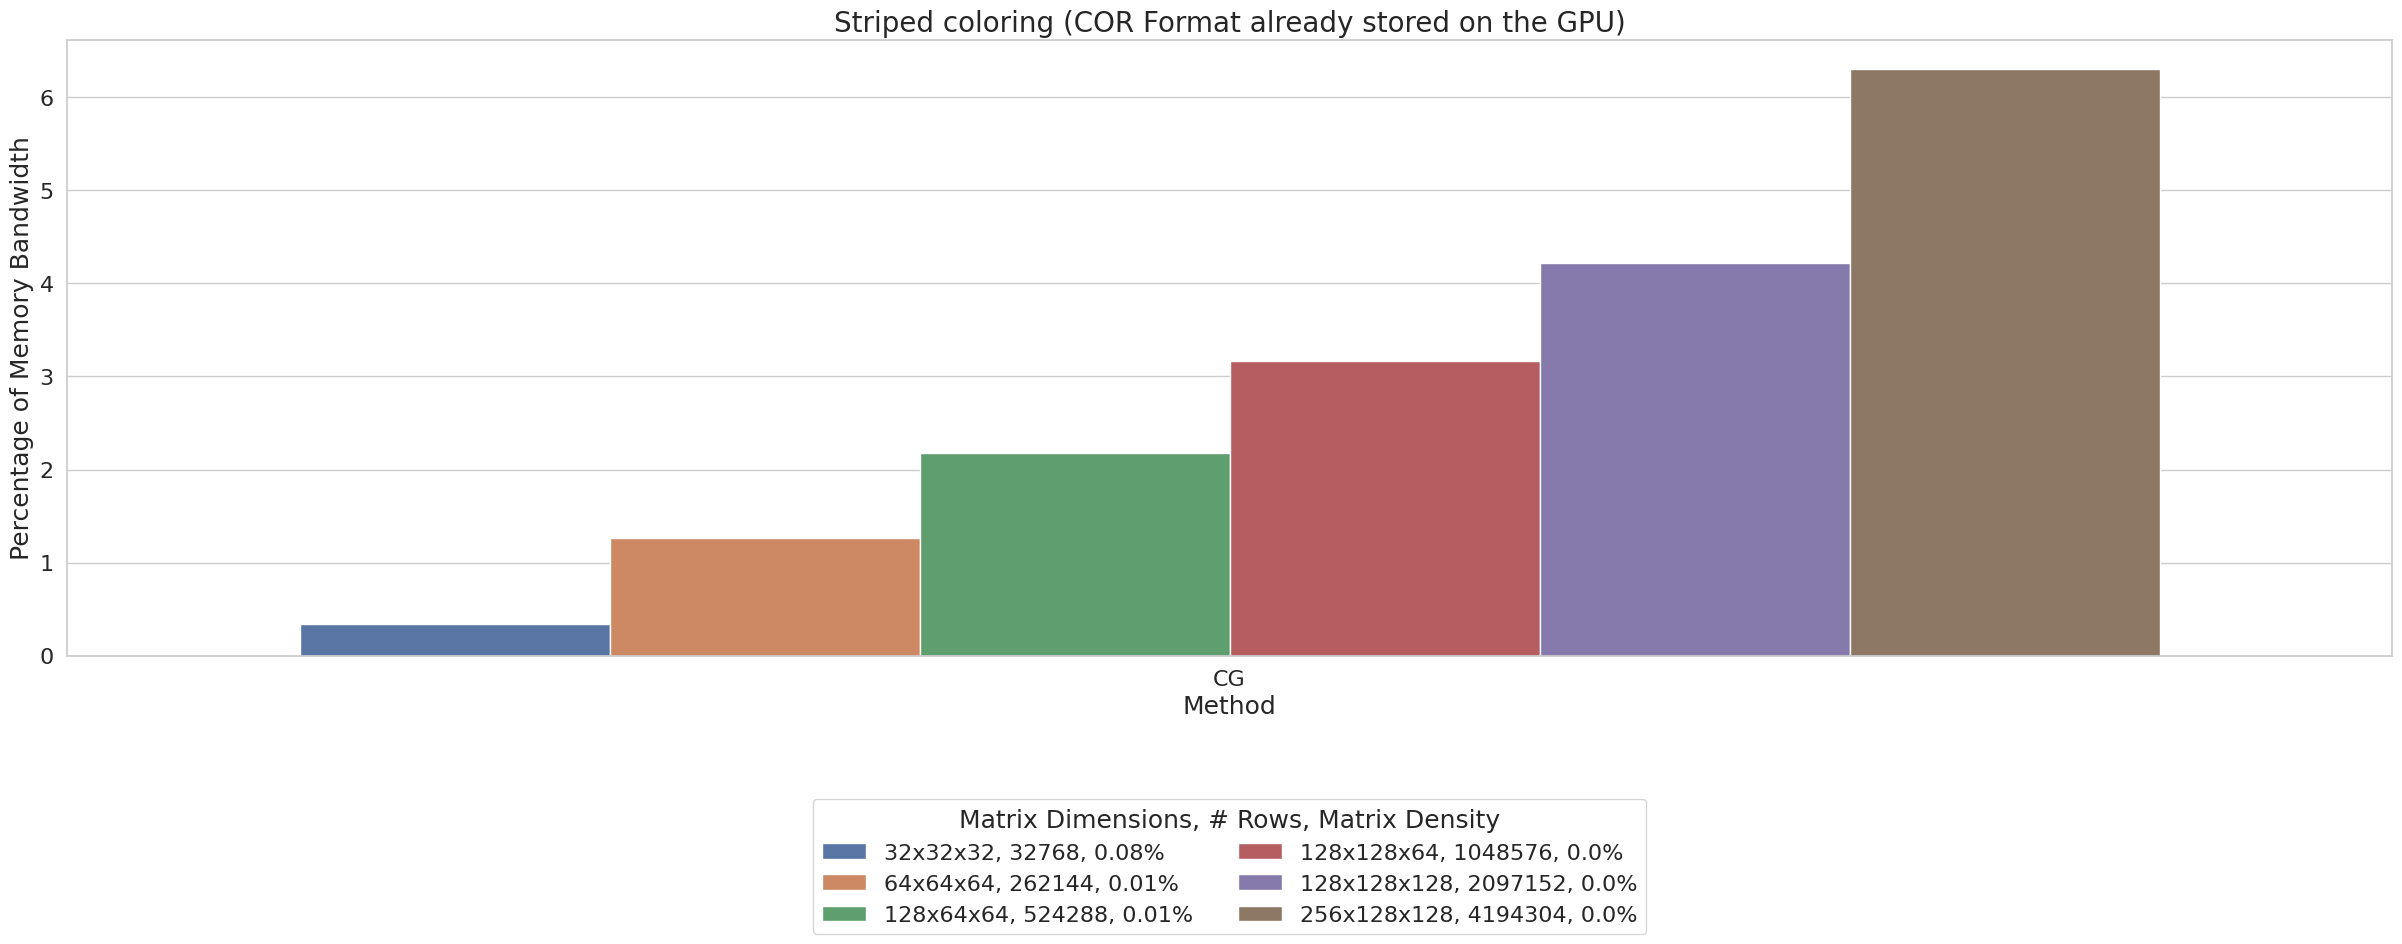 Striped coloring (COR Format already stored on the GPU)
Percentage of Memory Bandwidth
6
5
4
3
2
1
0
CG
Method
Matrix Dimensions, # Rows, Matrix Density
32x32x32, 32768, 0.08%
64x64x64, 262144, 0.01%
128x64x64, 524288, 0.01%
128x128x64, 1048576, 0.0%
128x128x128, 2097152, 0.0%
256x128x128, 4194304, 0.0%